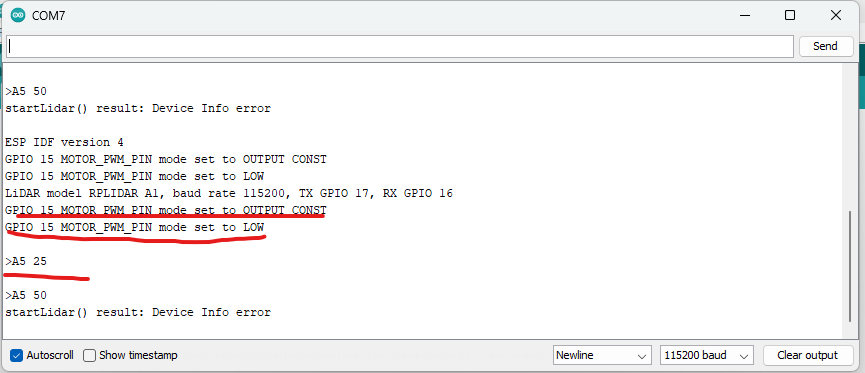 COM7
Send
>A5 50
startLidar() result: Device Info error
ESP IDF version 4
GPIO 15 MOTOR_PWM_PIN mode set to OUTPUT CONST
GPIO 15 MOTOR_PWM_PIN mode set to LOW
LiDAR model RPLIDAR A1, baud rate 115200, TX GPIO 17, RX GPIO 16
GPIO 15 MOTOR_PWM_PIN mode set to OUTPUT CONST
GPIO 15 MOTOR_PWM_PIN mode set to LOW
>A5 25
>A5 50
startLidar() result: Device Info error
Autoscroll Show timestamp Newline 115200 baud Clear output